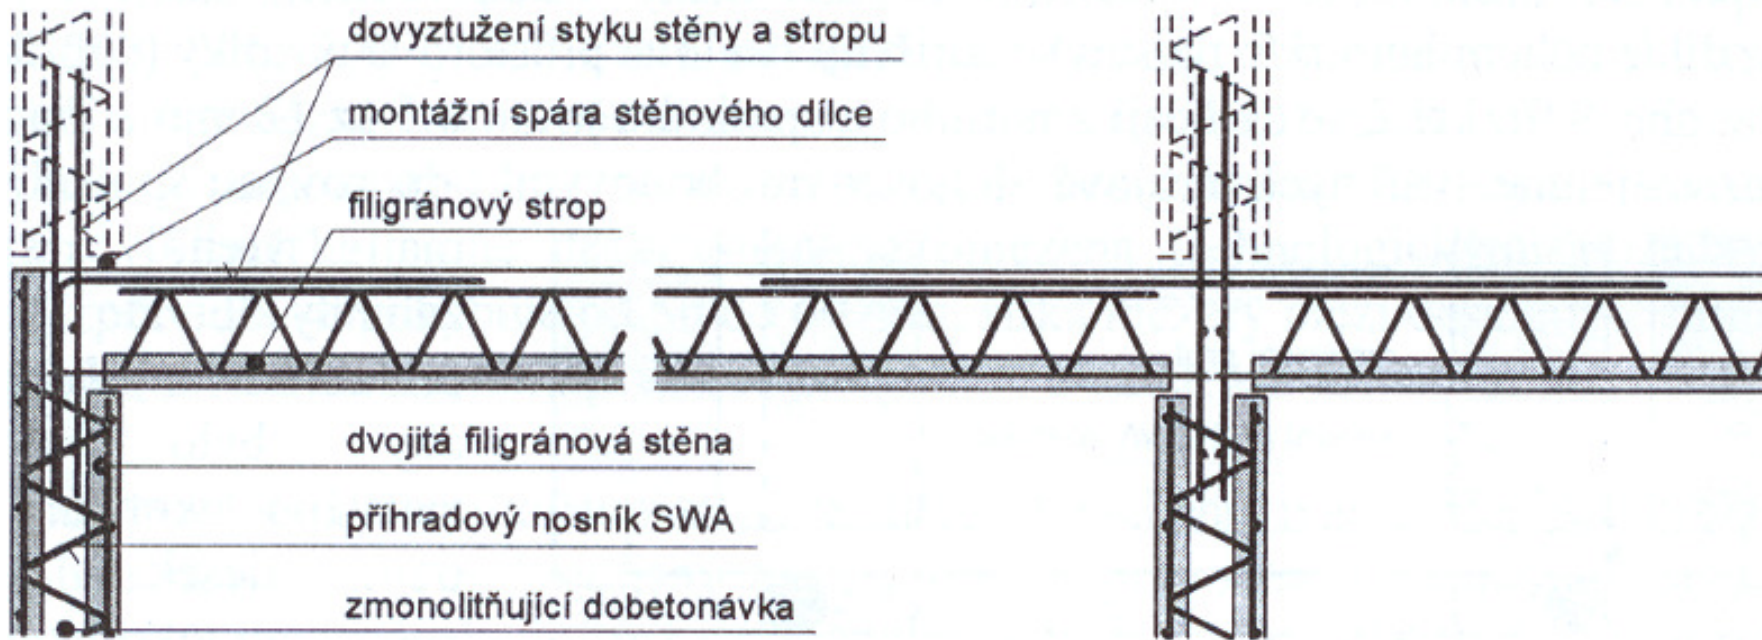 dovyztužení styku stěny a stropu
montážní spára stěnového dílce
filigránový strop
dvojitá filigránová stěna
příhradový nosník SWA
zmonolitňující dobetonávka